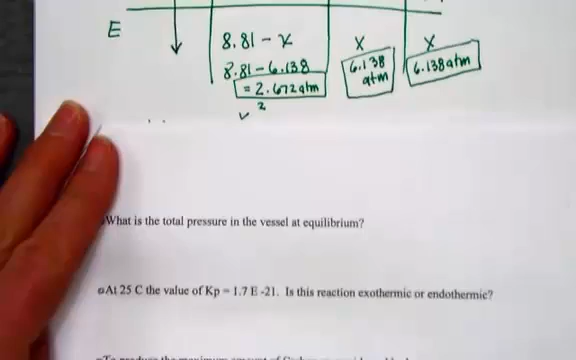 E
8.81 - x x x
8.81 - 6.138 6.138 atm 6.138 atm
= 2.672 atm
2
What is the total pressure in the vessel at equilibrium?
At 25 C the value of Kp = 1.7 E -21. Is this reaction exothermic or endothermic?